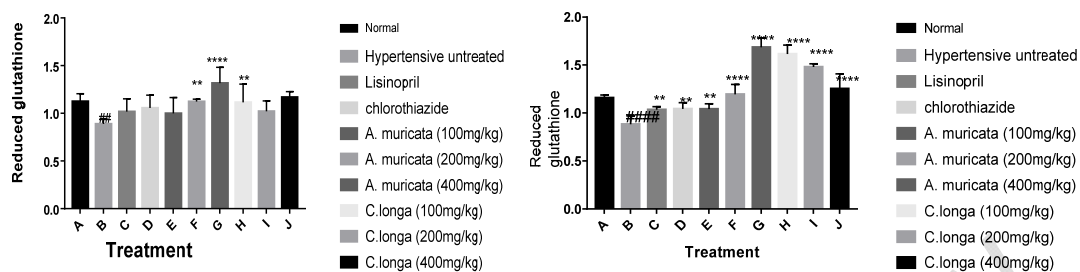 Reduced glutathione
2.0
1.5
1.0
0.5
0.0
##
**
****
**
A B C D E F G H I J
Treatment
Normal
Hypertensive untreated
Lisinopril
chlorothiazide
A. muricata (100mg/kg)
A. muricata (200mg/kg)
A. muricata (400mg/kg)
C.longa (100mg/kg)
C.longa (200mg/kg)
C.longa (400mg/kg)
Reduced
glutathione
2.0
1.5
1.0
0.5
0.0
####
**
**
**
****
****
****
****
****
A B C D E F G H I J
Treatment
Normal
Hypertensive untreated
Lisinopril
chlorothiazide
A. muricata (100mg/kg)
A. muricata (200mg/kg)
A. muricata (400mg/kg)
C.longa (100mg/kg)
C.longa (200mg/kg)
C.longa (400mg/kg)